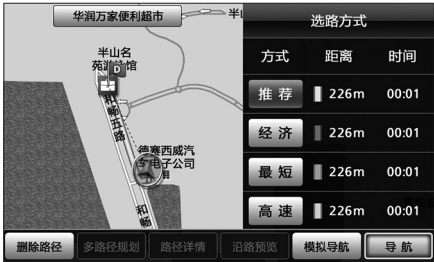 华润万家便利超市
半山
半山名
苑游泳馆
D
和畅五路
德赛西威汽
车电子公司
和畅
选路方式
方式 距离 时间
推荐 226m 00:01
经济 226m 00:01
最短 226m 00:01
高速 226m 00:01
删除路径 多路径规划 路径详情 沿路预览 模拟导航 导航